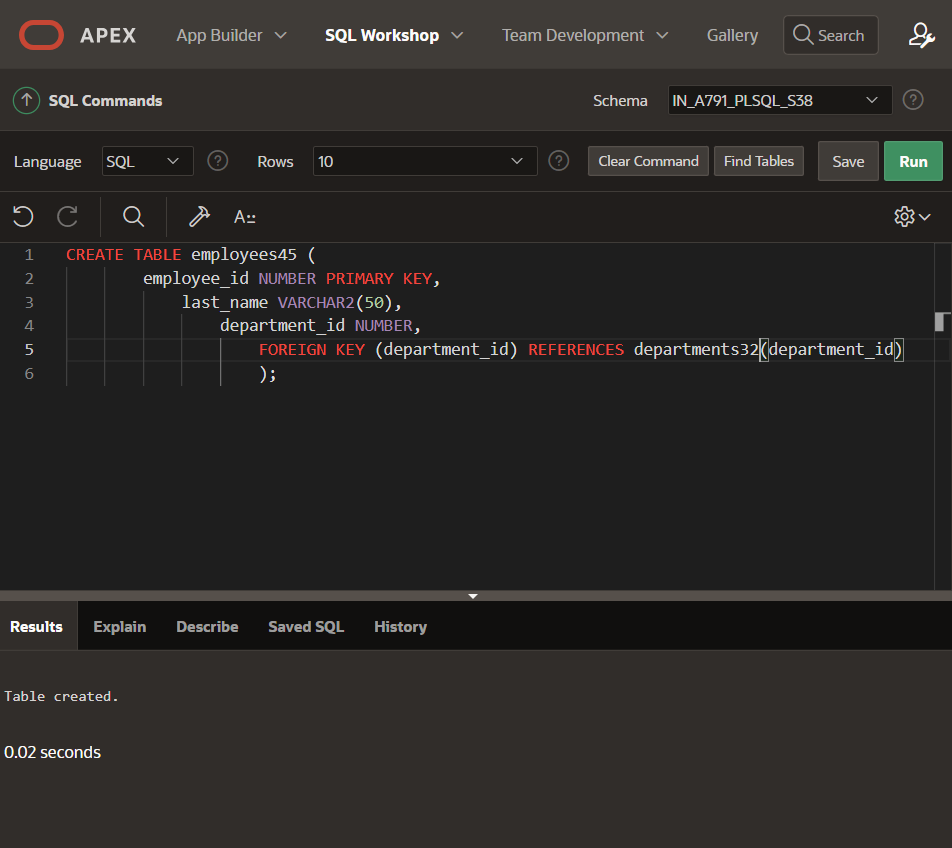 APEX App Builder SQL Workshop Team Development Gallery Search
SQL Commands Schema IN_A791_PLSQL_S38 ?
Language SQL ? Rows 10 ? Clear Command Find Tables Save Run
A::
1 CREATE TABLE employees45 (
2 employee_id NUMBER PRIMARY KEY,
3 last_name VARCHAR2(50),
4 department_id NUMBER,
5 FOREIGN KEY (department_id) REFERENCES departments32(department_id)
6 );
Results Explain Describe Saved SQL History
Table created.
0.02 seconds